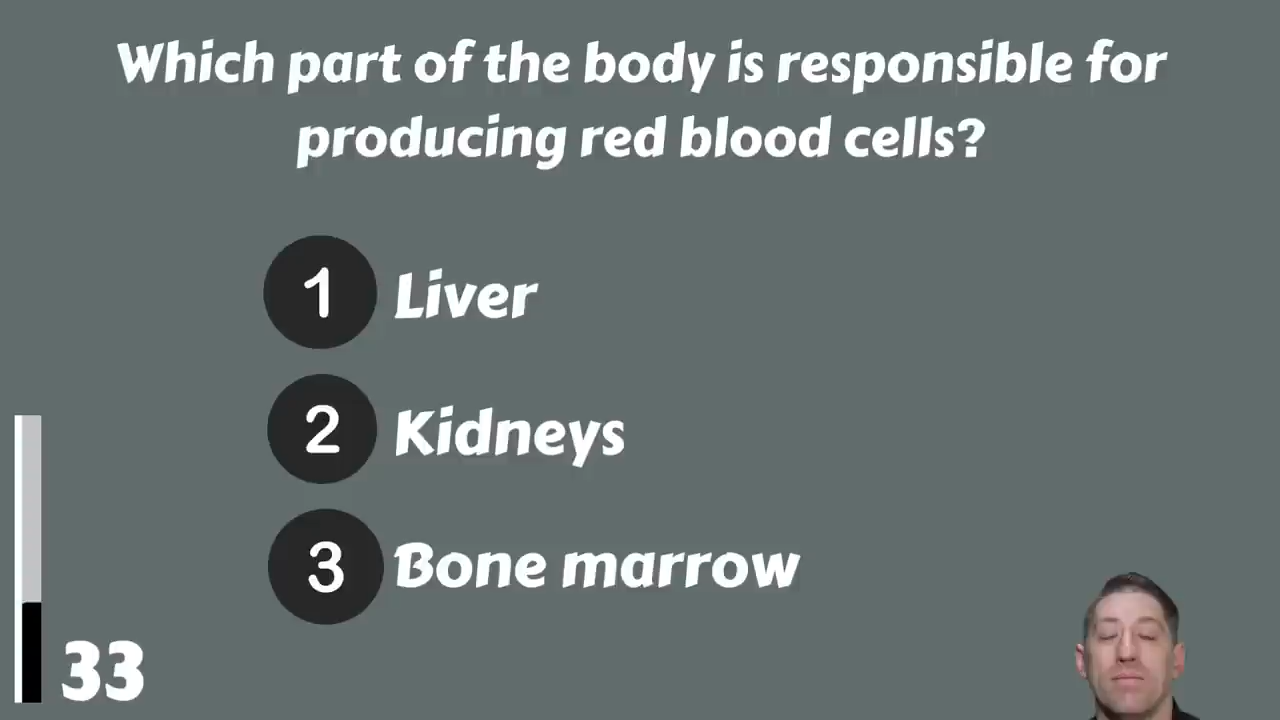 Which part of the body is responsible for
producing red blood cells?
1 Liver
2 Kidneys
3 Bone marrow
33